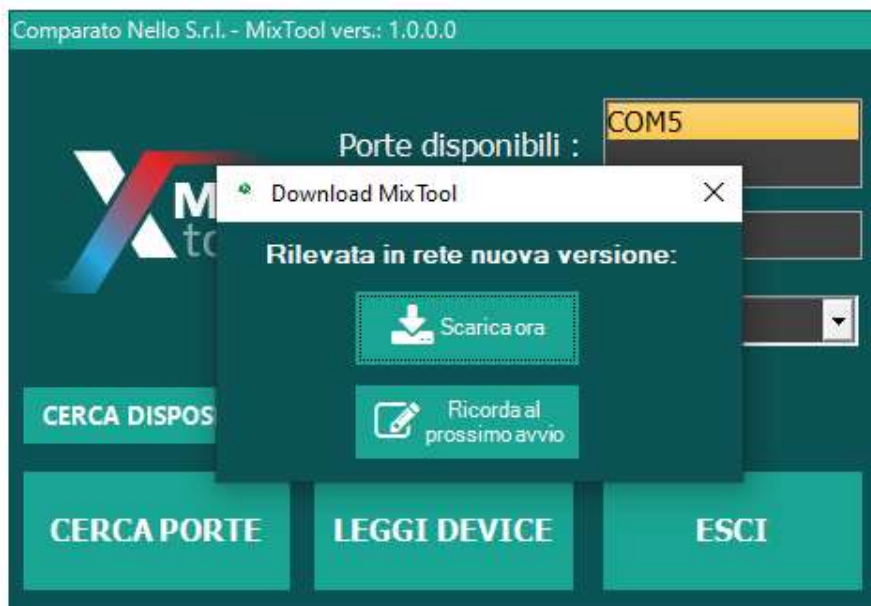 Comparato Nello S.r.l. - MixTool vers.: 1.0.0.0
Porte disponibili :
COM5
Download MixTool
Rilevata in rete nuova versione:
Scarica ora
Ricorda al
prossimo avvio
CERCA
CERCA PORTE
LEGGI DEVICE
ESCI